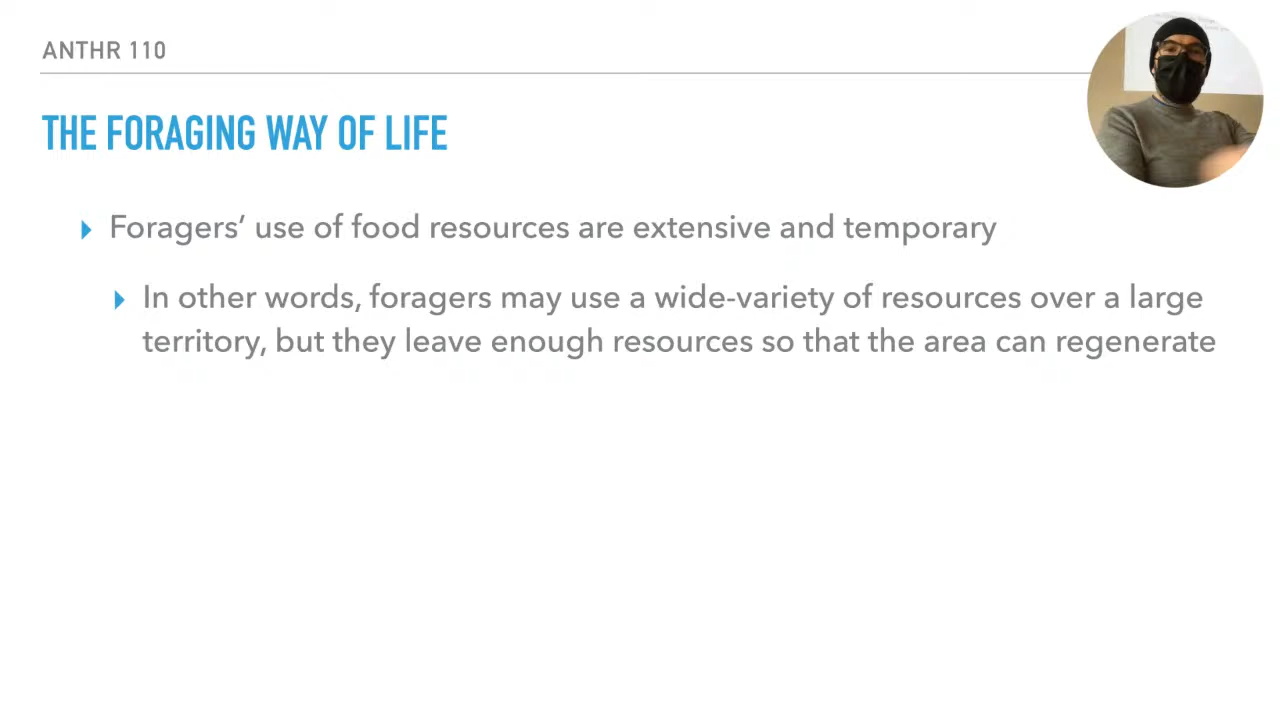 ANTHR 110
THE FORAGING WAY OF LIFE
Foragers’ use of food resources are extensive and temporary
In other words, foragers may use a wide-variety of resources over a large
territory, but they leave enough resources so that the area can regenerate